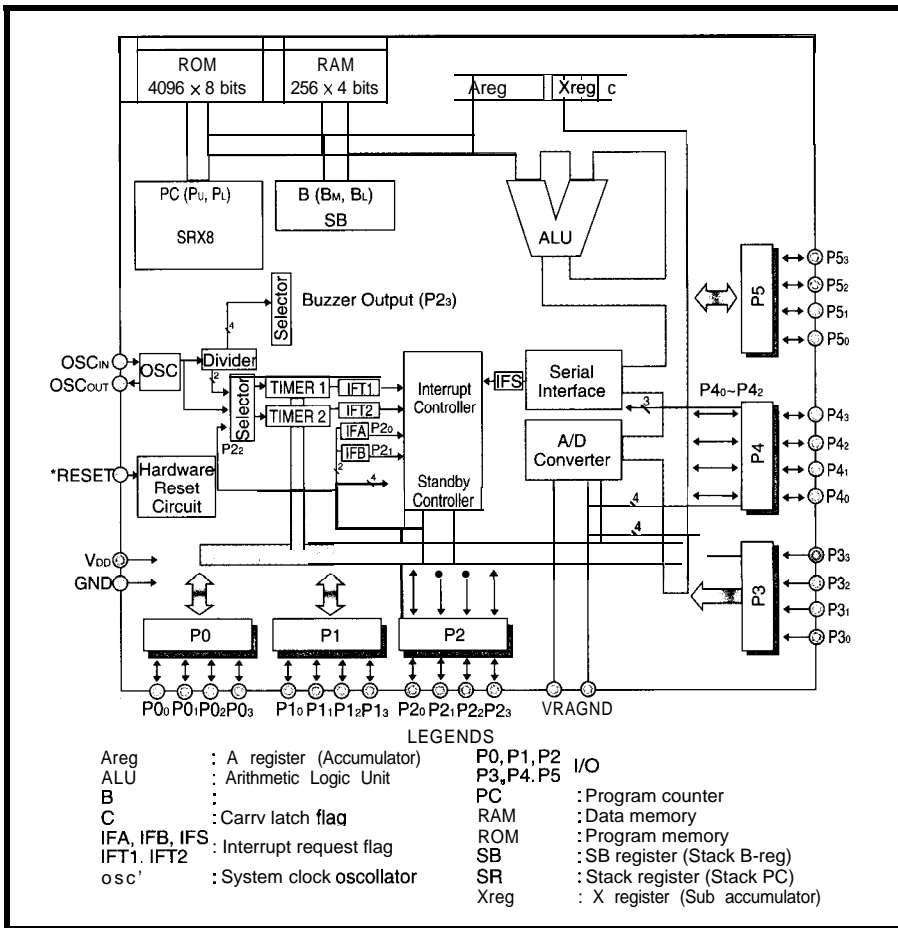 ROM
4096 × 8 bits
RAM
256 × 4 bits
Areg
Xreg
c
PC (PU, PL)
SRX8
B (BM, BL)
SB
ALU
Selector
Buzzer Output (P23)
4
P5
P53
P52
P51
P50
OSCIN
OSCOUT
OSC
Divider
2
Selector
TIMER 1
IFT1
TIMER 2
IFT2
IFA
P20
IFB
P21
2
4
P22
Interrupt
Controller
Standby
Controller
IFS
Serial
Interface
P40~P42
3
P4
P43
P42
P41
P40
A/D
Converter
4
4
*RESET
Hardware
Reset
Circuit
VDD
GND
P3
P33
P32
P31
P30
P0
P1
P2
P00 P01 P02 P03
P10 P11 P12 P13
P20 P21 P22 P23
VRAGND
LEGENDS
Areg : A register (Accumulator)
ALU : Arithmetic Logic Unit
B :
C : Carrv latch flag
IFA, IFB, IFS
IFT1. IFT2 : Interrupt request flag
osc' : System clock oscollator
P0, P1, P2
P3,, P4. P5 I/O
PC : Program counter
RAM : Data memory
ROM : Program memory
SB : SB register (Stack B-reg)
SR : Stack register (Stack PC)
Xreg : X register (Sub accumulator)